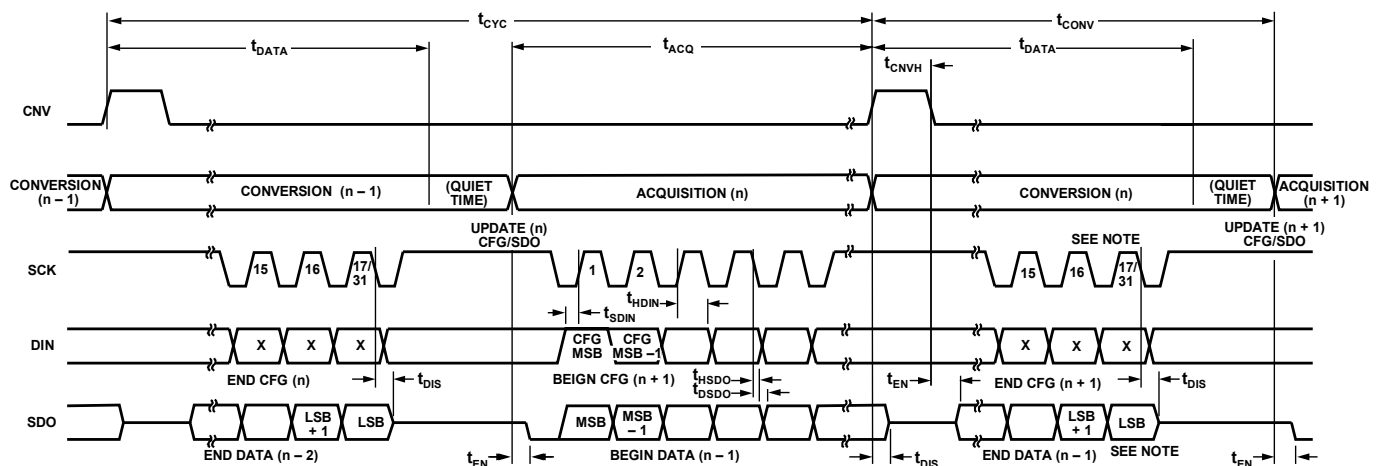 tCYC
tCONV
tDATA
tACQ
tDATA
tCNVH
CNV
CONVERSION
(n – 1)
CONVERSION (n – 1)
(QUIET
TIME)
ACQUISITION (n)
CONVERSION (n)
(QUIET
TIME)
ACQUISITION
(n + 1)
UPDATE (n)
CFG/SDO
SEE NOTE
UPDATE (n + 1)
CFG/SDO
SCK
15
16
17/
31
1
2
15
16
17/
31
tHDIN
tSDIN
DIN
X
X
X
CFG
MSB
CFG
MSB –1
X
X
X
END CFG (n)
tDIS
BEIGN CFG (n + 1)
tHSDO
tDSDO
tEN
END CFG (n + 1)
tDIS
SDO
LSB
+ 1
LSB
MSB
MSB
–1
LSB
+ 1
LSB
END DATA (n – 2)
tEN
BEGIN DATA (n – 1)
tDIS
END DATA (n – 1)
SEE NOTE
tEN